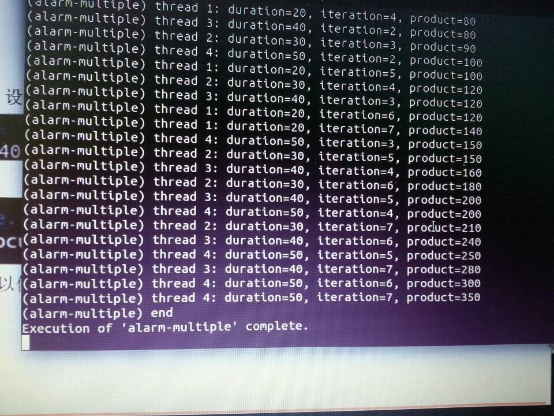 (alarm-multiple) thread 1: duration=20, iteration=4, product=80
(alarm-multiple) thread 3: duration=40, iteration=2, product=80
(alarm-multiple) thread 2: duration=30, iteration=3, product=90
(alarm-multiple) thread 4: duration=50, iteration=2, product=100
(alarm-multiple) thread 1: duration=20, iteration=5, product=100
(alarm-multiple) thread 2: duration=30, iteration=4, product=120
(alarm-multiple) thread 3: duration=40, iteration=3, product=120
(alarm-multiple) thread 1: duration=20, iteration=6, product=120
(alarm-multiple) thread 1: duration=20, iteration=7, product=140
(alarm-multiple) thread 4: duration=50, iteration=3, product=150
(alarm-multiple) thread 2: duration=30, iteration=5, product=150
(alarm-multiple) thread 3: duration=40, iteration=4, product=160
(alarm-multiple) thread 2: duration=30, iteration=6, product=180
(alarm-multiple) thread 3: duration=40, iteration=5, product=200
(alarm-multiple) thread 4: duration=50, iteration=4, product=200
(alarm-multiple) thread 2: duration=30, iteration=7, product=210
(alarm-multiple) thread 3: duration=40, iteration=6, product=240
(alarm-multiple) thread 4: duration=50, iteration=5, product=250
(alarm-multiple) thread 3: duration=40, iteration=7, product=280
(alarm-multiple) thread 4: duration=50, iteration=6, product=300
(alarm-multiple) thread 4: duration=50, iteration=7, product=350
(alarm-multiple) end
Execution of 'alarm-multiple' complete.
设
40
e.
以